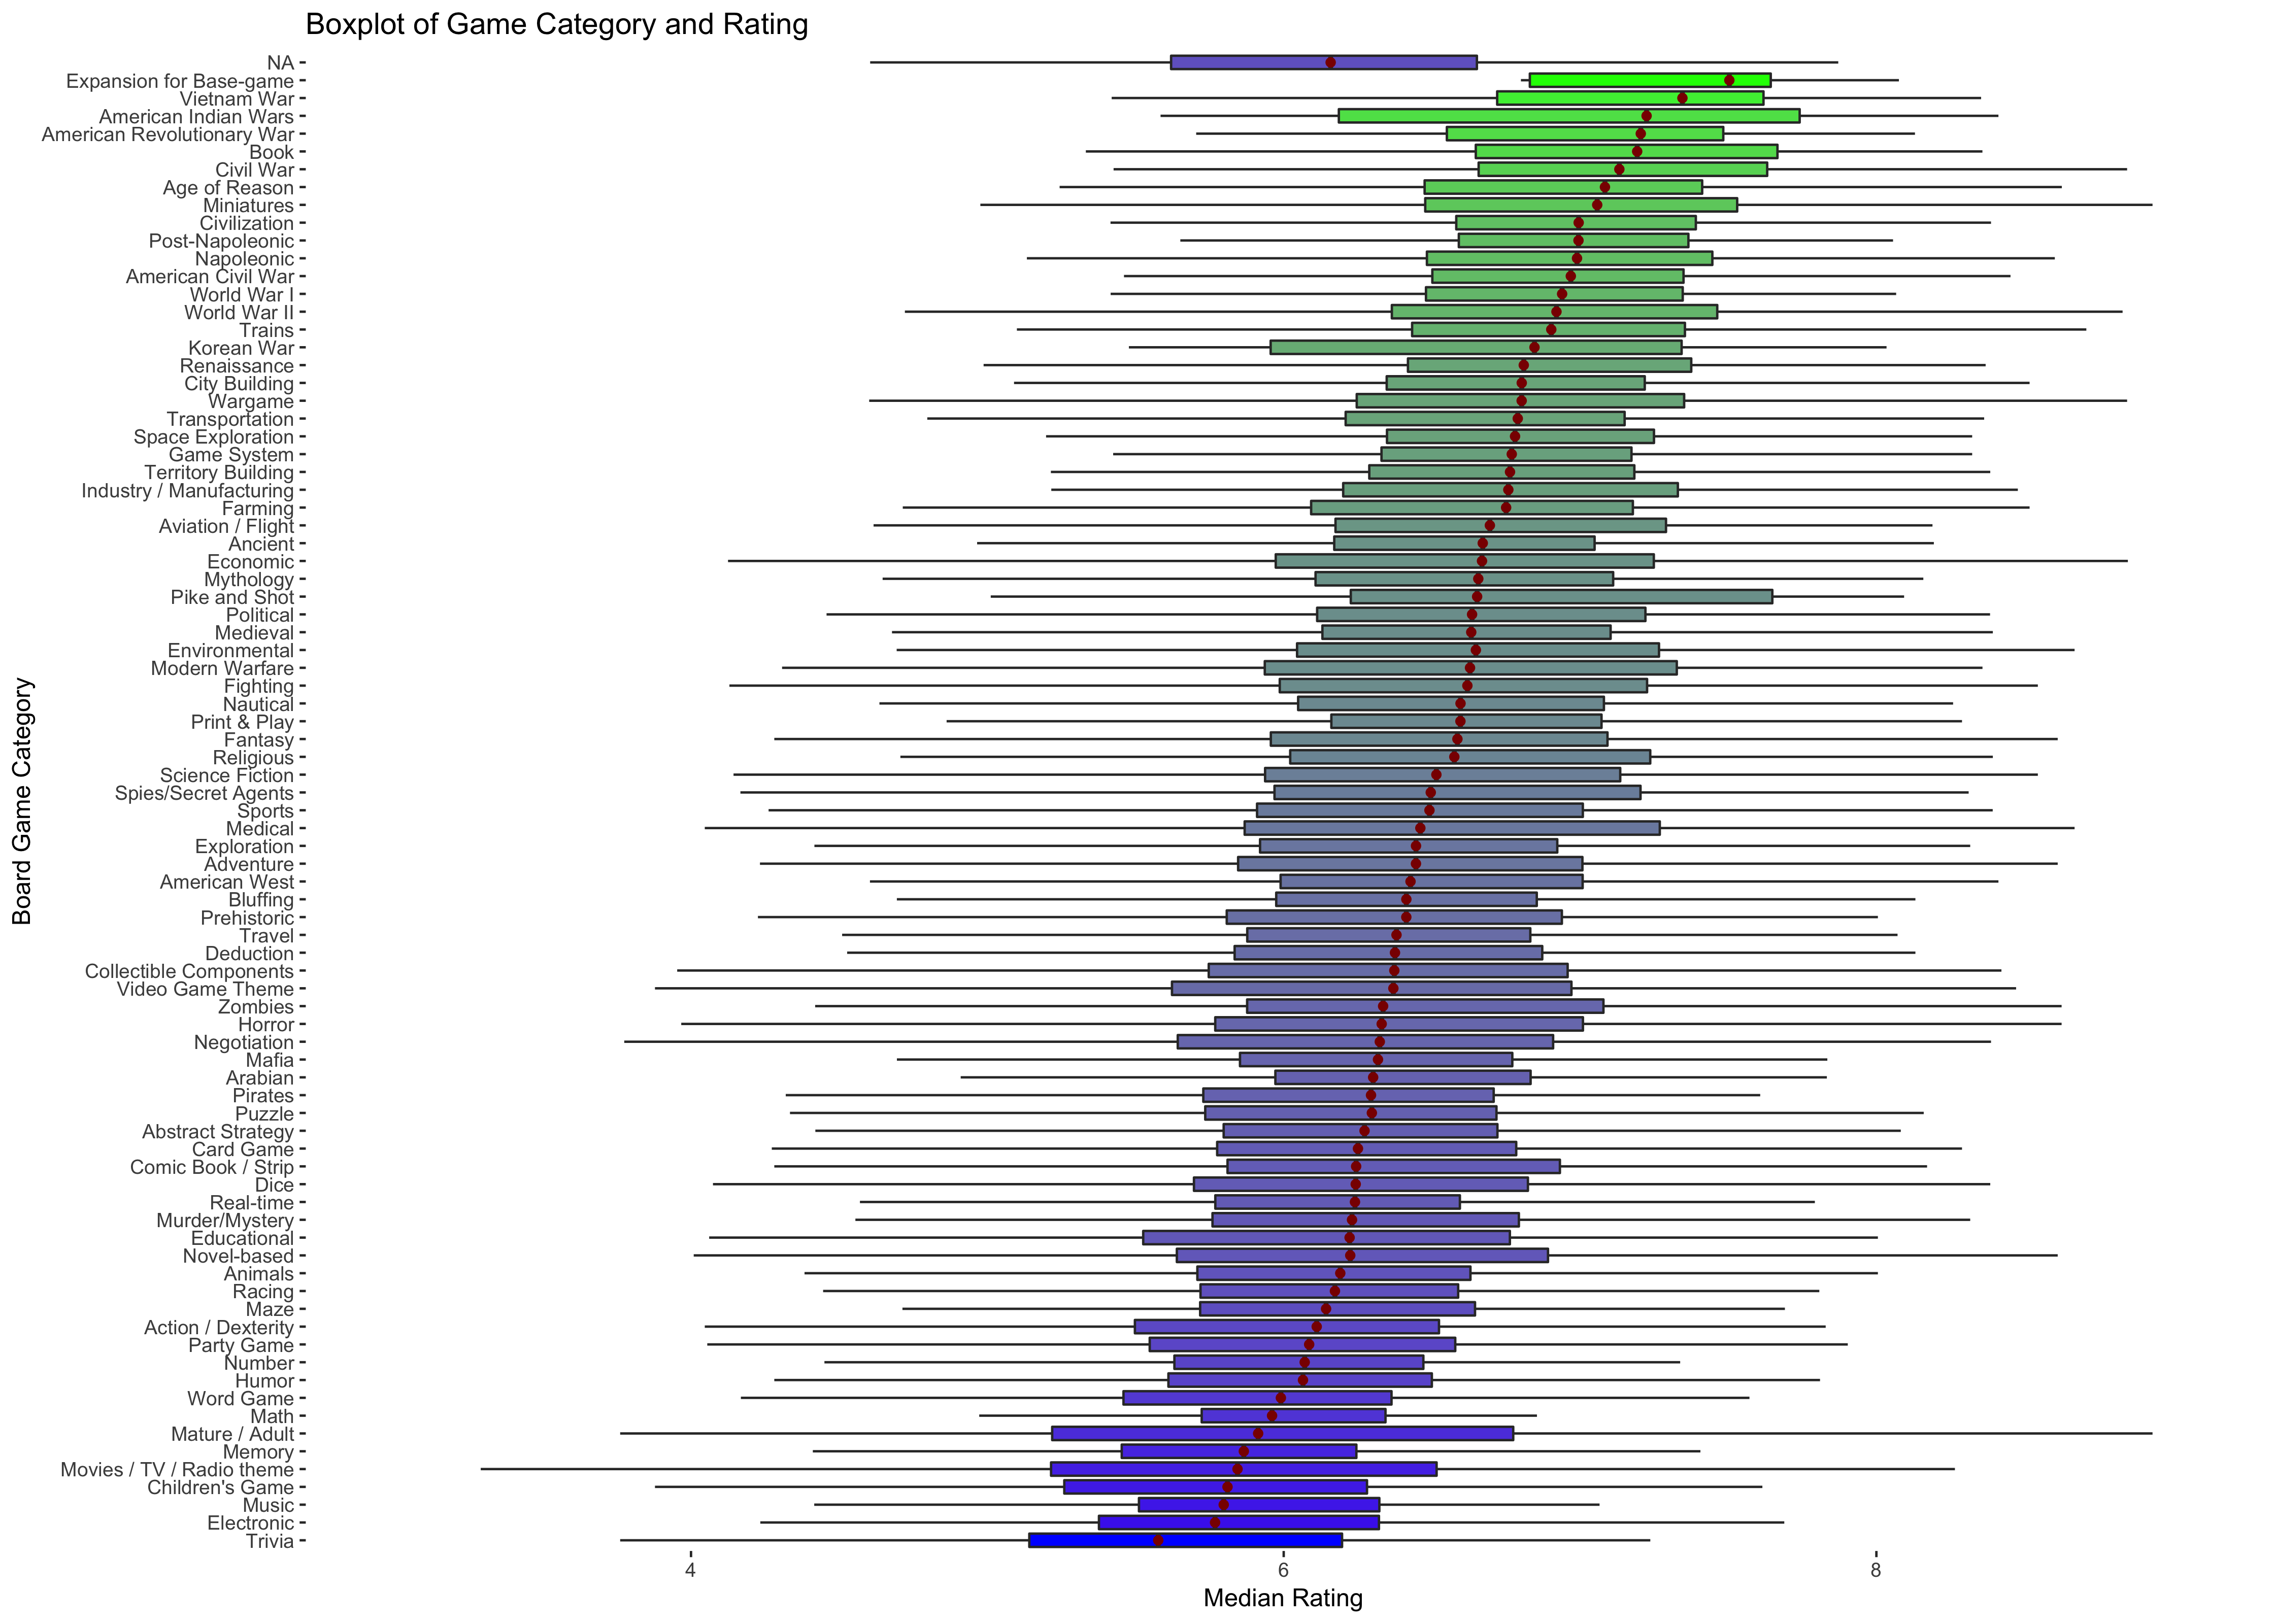 Boxplot of Game Category and Rating
NA
Expansion for Base-game
Vietnam War
American Indian Wars
American Revolutionary War
Book
Civil War
Age of Reason
Miniatures
Civilization
Post-Napoleonic
Napoleonic
American Civil War
World War I
World War II
Trains
Korean War
Renaissance
City Building
Wargame
Transportation
Space Exploration
Game System
Territory Building
Industry / Manufacturing
Farming
Aviation / Flight
Ancient
Economic
Mythology
Pike and Shot
Political
Medieval
Environmental
Modern Warfare
Fighting
Nautical
Print & Play
Fantasy
Religious
Science Fiction
Spies/Secret Agents
Sports
Medical
Exploration
Adventure
American West
Bluffing
Prehistoric
Travel
Deduction
Collectible Components
Video Game Theme
Zombies
Horror
Negotiation
Mafia
Arabian
Pirates
Puzzle
Abstract Strategy
Card Game
Comic Book / Strip
Dice
Real-time
Murder/Mystery
Educational
Novel-based
Animals
Racing
Maze
Action / Dexterity
Party Game
Number
Humor
Word Game
Math
Mature / Adult
Memory
Movies / TV / Radio theme
Children's Game
Music
Electronic
Trivia
Board Game Category
4 6 8
Median Rating